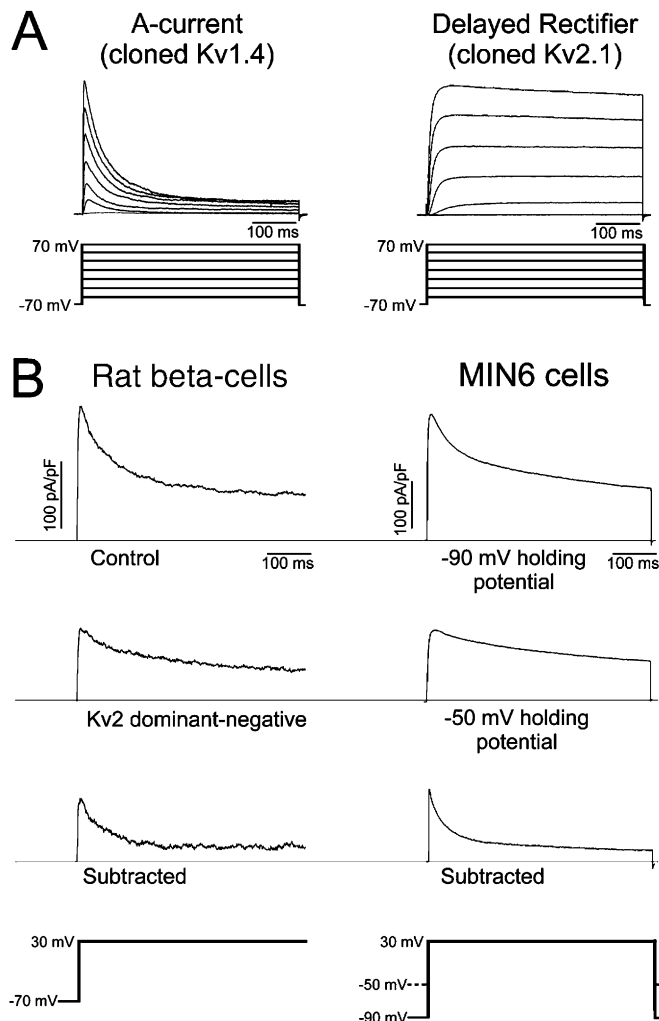 A
A-current
(cloned Kv1.4)
Delayed Rectifier
(cloned Kv2.1)
100 ms
100 ms
70 mV
-70 mV
70 mV
-70 mV
B
Rat beta-cells
MIN6 cells
100 pA/pF
100 pA/pF
Control
100 ms
-90 mV holding
potential
100 ms
Kv2 dominant-negative
-50 mV holding
potential
Subtracted
Subtracted
30 mV
-70 mV
30 mV
-50 mV
-90 mV